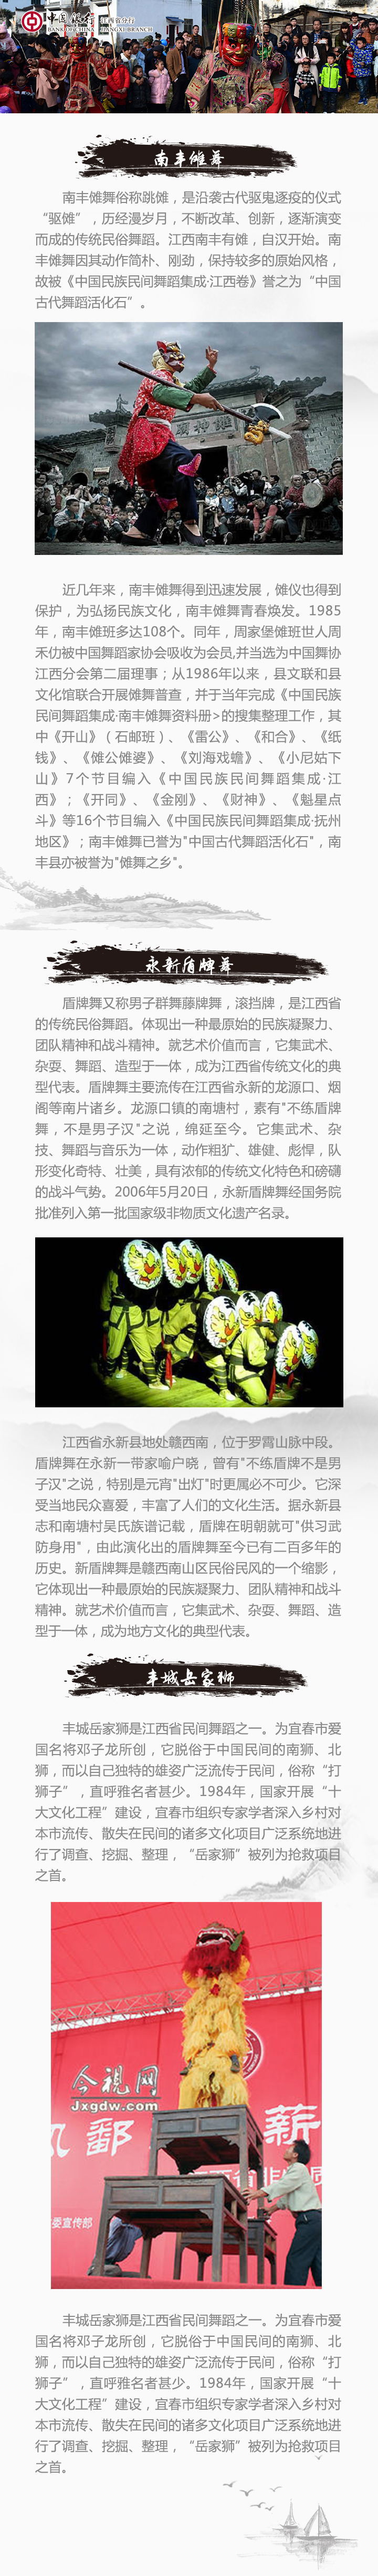 中国银行 江西省分行
BANK OF CHINA JIANGXI BRANCH
南丰傩舞
南丰傩舞俗称跳傩，是沿袭古代驱鬼逐疫的仪式
“驱傩”，历经漫岁月，不断改革、创新，逐渐演变
而成的传统民俗舞蹈。江西南丰有傩，自汉开始。南
丰傩舞因其动作简朴、刚劲，保持较多的原始风格，
故被《中国民族民间舞蹈集成·江西卷》誉之为“中国
古代舞蹈活化石”。
傩神庙
近几年来，南丰傩舞得到迅速发展，傩仪也得到
保护，为弘扬民族文化，南丰傩舞青春焕发。1985
年，南丰傩班多达108个。同年，周家堡傩班世人周
禾仂被中国舞蹈家协会吸收为会员,并当选为中国舞协
江西分会第二届理事；从1986年以来，县文联和县
文化馆联合开展傩舞普查，并于当年完成《中国民族
民间舞蹈集成·南丰傩舞资料册>的搜集整理工作，其
中《开山》（石邮班）、《雷公》、《和合》、《纸
钱》、《傩公傩婆》、《刘海戏蟾》、《小尼姑下
山》7个节目编入《中国民族民间舞蹈集成·江
西》；《开同》、《金刚》、《财神》、《魁星点
斗》等16个节目编入《中国民族民间舞蹈集成·抚州
地区》；南丰傩舞已誉为"中国古代舞蹈活化石"，南
丰县亦被誉为"傩舞之乡"。
永新盾牌舞
盾牌舞又称男子群舞藤牌舞，滚挡牌，是江西省
的传统民俗舞蹈。体现出一种最原始的民族凝聚力、
团队精神和战斗精神。就艺术价值而言，它集武术、
杂耍、舞蹈、造型于一体，成为江西省传统文化的典
型代表。盾牌舞主要流传在江西省永新的龙源口、烟
阁等南片诸乡。龙源口镇的南塘村，素有"不练盾牌
舞，不是男子汉"之说，绵延至今。它集武术、杂
技、舞蹈与音乐为一体，动作粗犷、雄健、彪悍，队
形变化奇特、壮美，具有浓郁的传统文化特色和磅礴
的战斗气势。2006年5月20日，永新盾牌舞经国务院
批准列入第一批国家级非物质文化遗产名录。
江西省永新县地处赣西南，位于罗霄山脉中段。
盾牌舞在永新一带家喻户晓，曾有"不练盾牌不是男
子汉"之说，特别是元宵"出灯"时更属必不可少。它深
受当地民众喜爱，丰富了人们的文化生活。据永新县
志和南塘村吴氏族谱记载，盾牌在明朝就可"供习武
防身用"，由此演化出的盾牌舞至今已有二百多年的
历史。新盾牌舞是赣西南山区民俗民风的一个缩影，
它体现出一种最原始的民族凝聚力、团队精神和战斗
精神。就艺术价值而言，它集武术、杂耍、舞蹈、造
型于一体，成为地方文化的典型代表。
丰城岳家狮
丰城岳家狮是江西省民间舞蹈之一。为宜春市爱
国名将邓子龙所创，它脱俗于中国民间的南狮、北
狮，而以自己独特的雄姿广泛流传于民间，俗称“打
狮子”，直呼雅名者甚少。1984年，国家开展“十
大文化工程”建设，宜春市组织专家学者深入乡村对
本市流传、散失在民间的诸多文化项目广泛系统地进
行了调查、挖掘、整理，“岳家狮”被列为抢救项目
之首。
今视网
Jxgdw.com
鄱 薪
委宣传部
丰城岳家狮是江西省民间舞蹈之一。为宜春市爱
国名将邓子龙所创，它脱俗于中国民间的南狮、北
狮，而以自己独特的雄姿广泛流传于民间，俗称“打
狮子”，直呼雅名者甚少。1984年，国家开展“十
大文化工程”建设，宜春市组织专家学者深入乡村对
本市流传、散失在民间的诸多文化项目广泛系统地进
行了调查、挖掘、整理，“岳家狮”被列为抢救项目
之首。